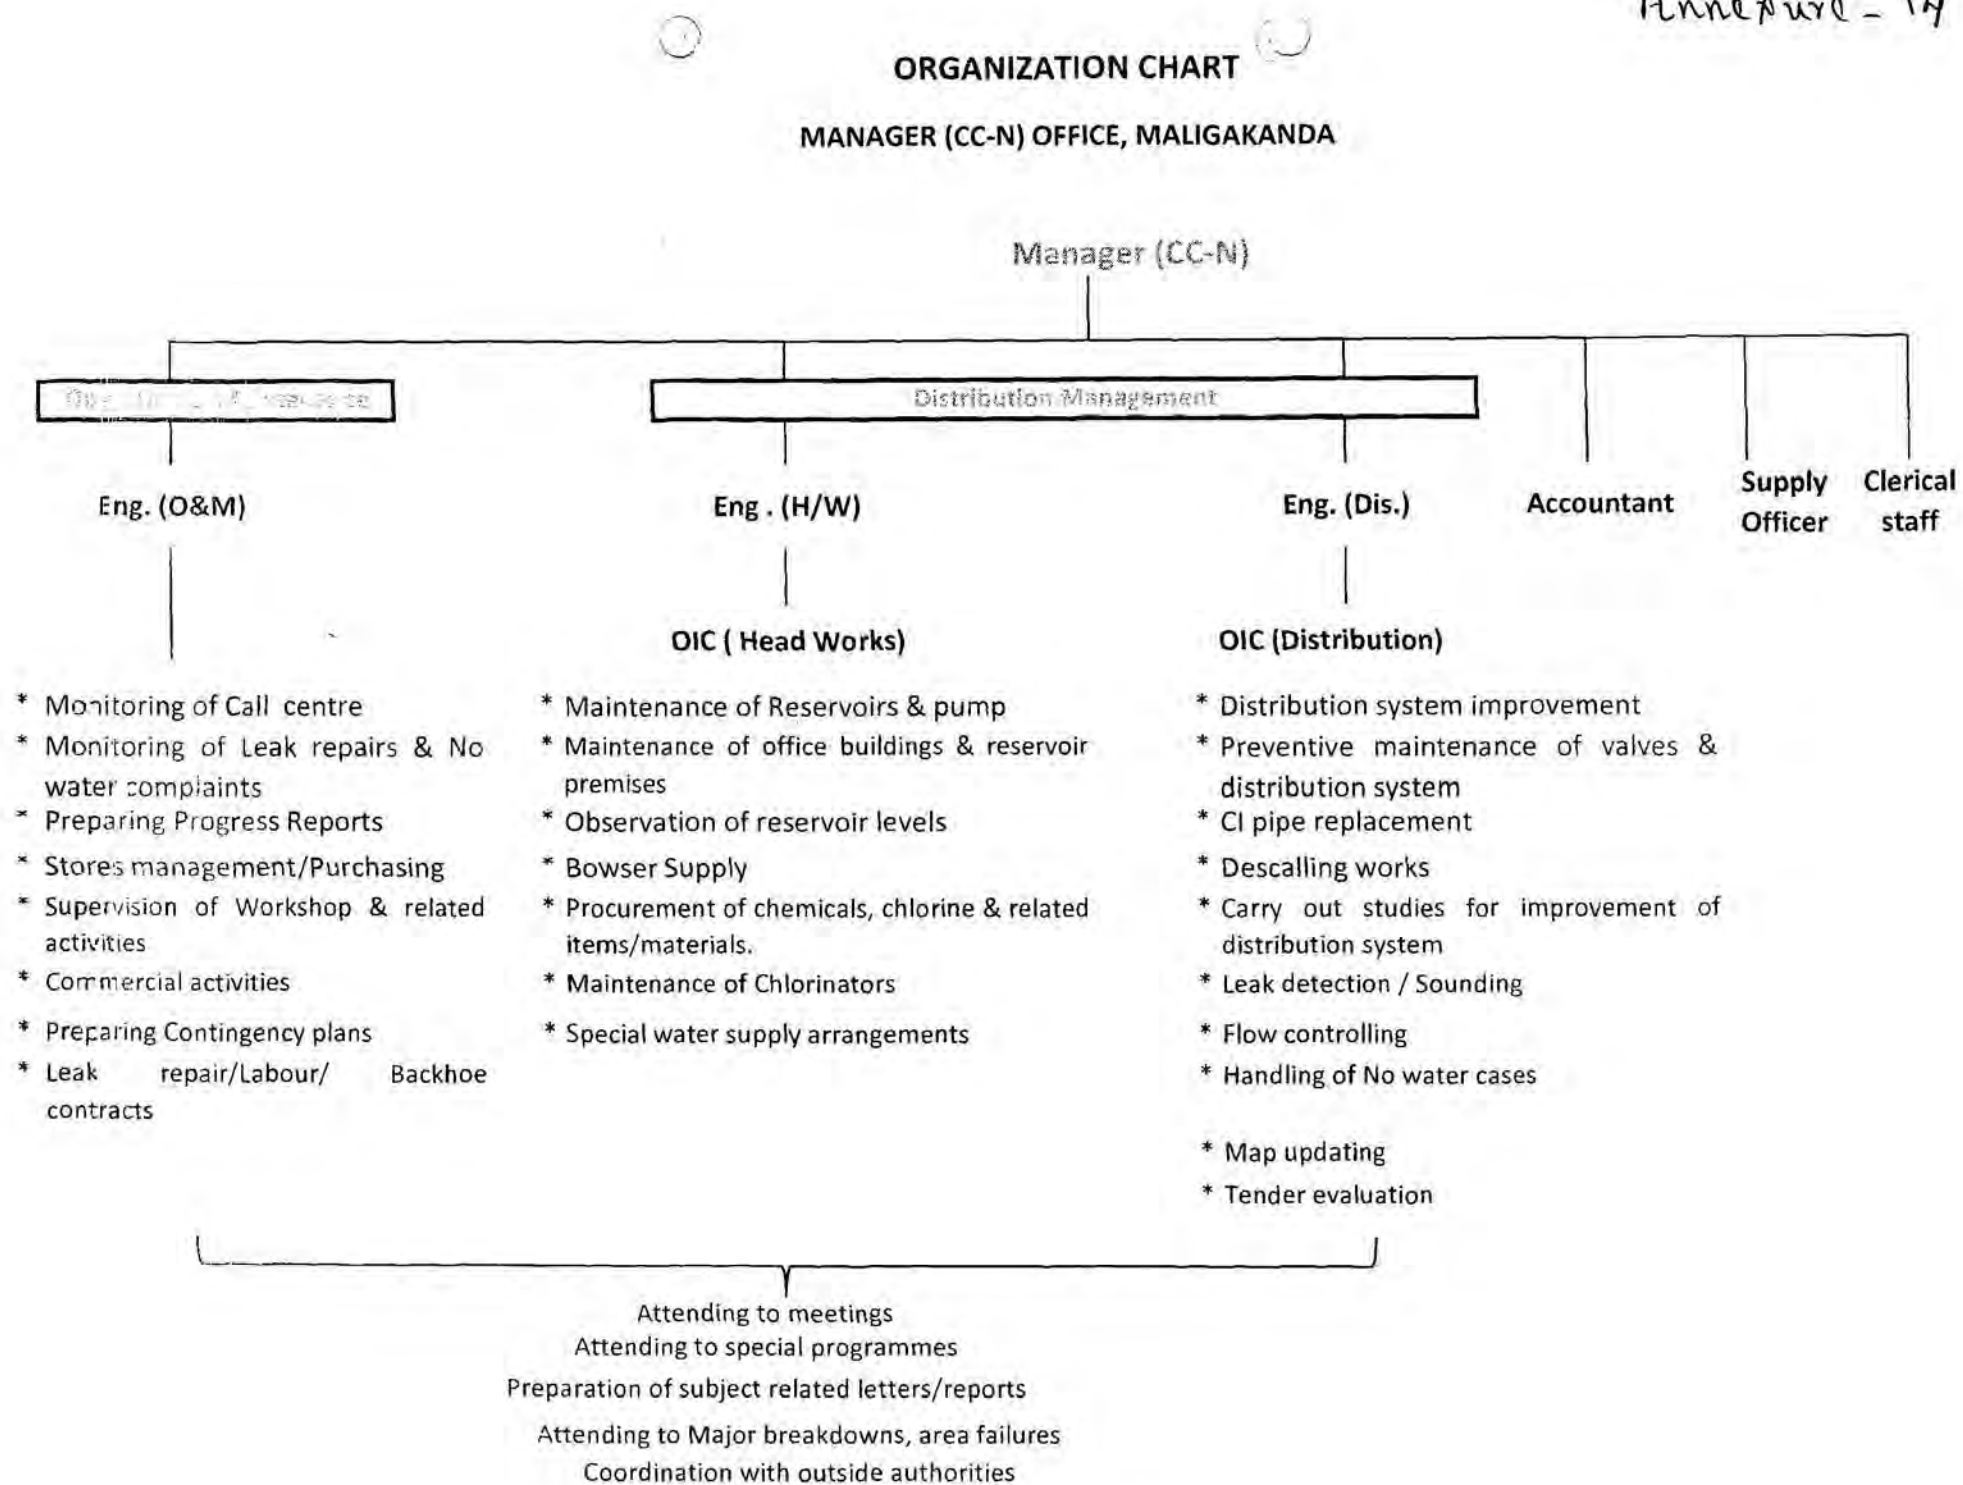 Annexure - 14
ORGANIZATION CHART
MANAGER (CC-N) OFFICE, MALIGAKANDA
Manager (CC-N)
Distribution Management
Eng. (O&M)
Eng . (H/W)
Eng. (Dis.)
Accountant
Supply
Officer
Clerical
staff
OIC ( Head Works)
OIC (Distribution)
* Monitoring of Call centre
* Monitoring of Leak repairs & No
water complaints
* Preparing Progress Reports
* Stores management/Purchasing
* Supervision of Workshop & related
activities
* Commercial activities
* Preparing Contingency plans
* Leak repair/Labour/ Backhoe
contracts
* Maintenance of Reservoirs & pump
* Maintenance of office buildings & reservoir
premises
* Observation of reservoir levels
* Bowser Supply
* Procurement of chemicals, chlorine & related
items/materials.
* Maintenance of Chlorinators
* Special water supply arrangements
* Distribution system improvement
* Preventive maintenance of valves &
distribution system
* CI pipe replacement
* Descalling works
* Carry out studies for improvement of
distribution system
* Leak detection / Sounding
* Flow controlling
* Handling of No water cases
* Map updating
* Tender evaluation
Attending to meetings
Attending to special programmes
Preparation of subject related letters/reports
Attending to Major breakdowns, area failures
Coordination with outside authorities